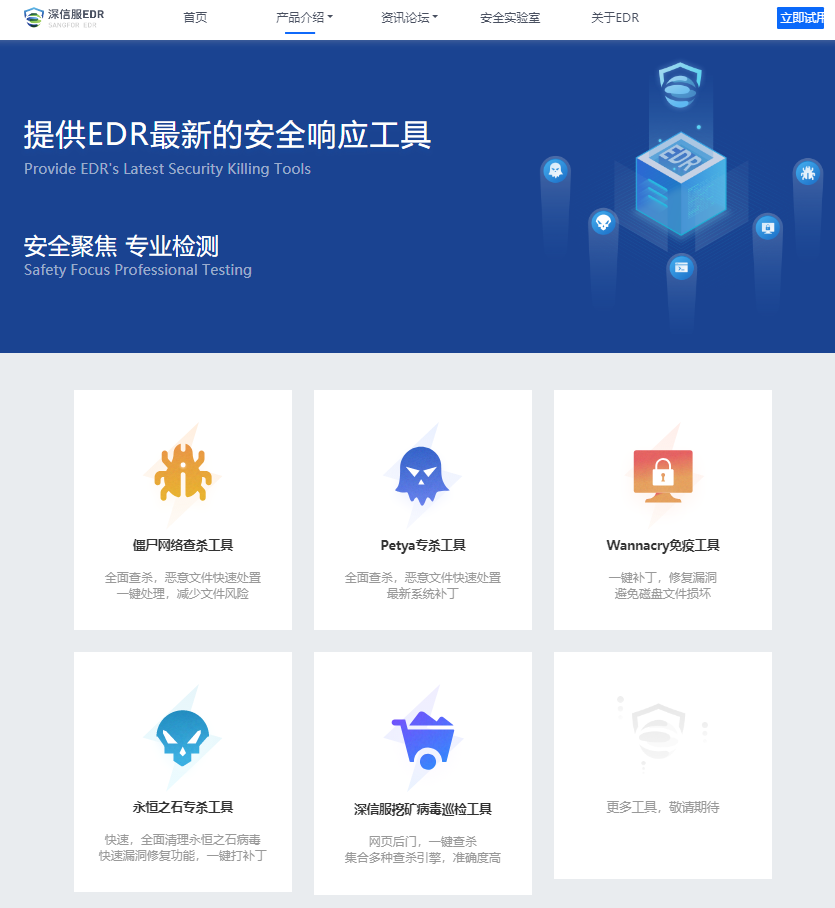 深信服EDR
SANGFOR EDR
首页
产品介绍
资讯论坛
安全实验室
关于EDR
立即试用
提供EDR最新的安全响应工具
Provide EDR's Latest Security Killing Tools
安全聚焦 专业检测
Safety Focus Professional Testing
EDR
僵尸网络查杀工具
全面查杀，恶意文件快速处置
一键处理，减少文件风险
Petya专杀工具
全面查杀，恶意文件快速处置
最新系统补丁
Wannacry免疫工具
一键补丁，修复漏洞
避免磁盘文件损坏
永恒之石专杀工具
快速，全面清理永恒之石病毒
快速漏洞修复功能，一键打补丁
深信服挖矿病毒巡检工具
网页后门，一键查杀
集合多种查杀引擎，准确度高
更多工具，敬请期待